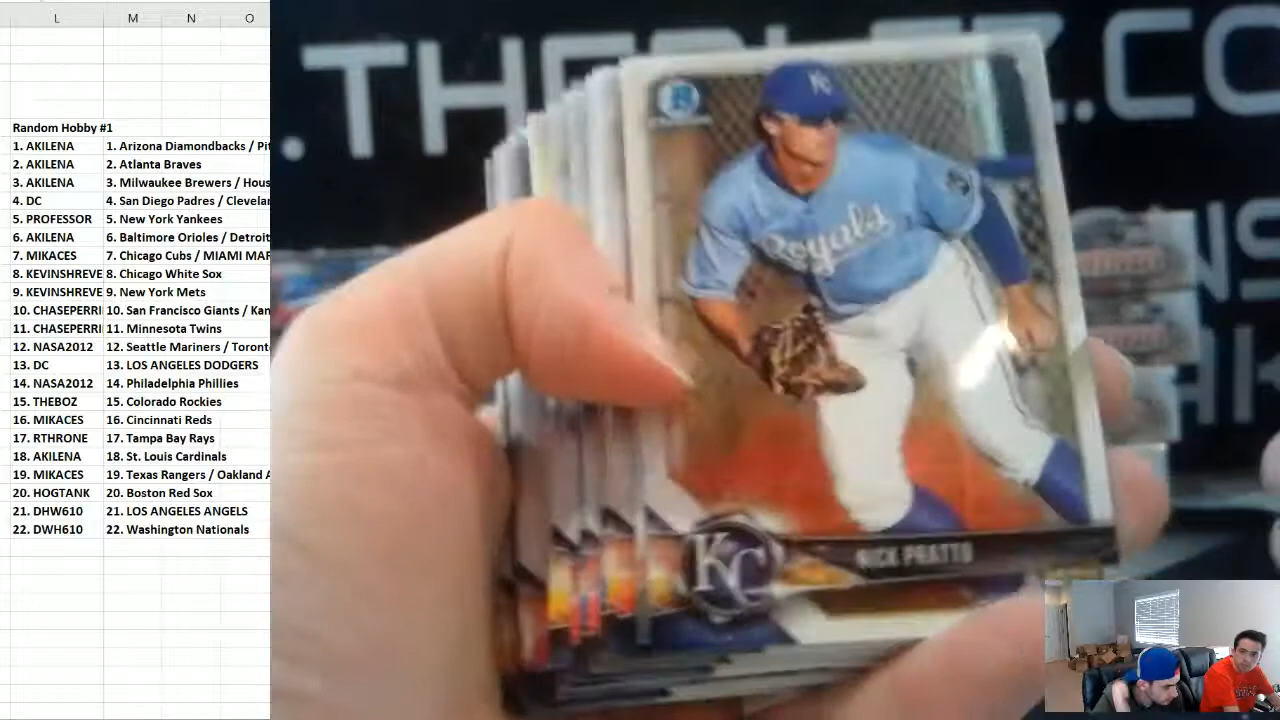 L M N O
Random Hobby #1
1. AKILENA 1. Arizona Diamondbacks / Pit
2. AKILENA 2. Atlanta Braves
3. AKILENA 3. Milwaukee Brewers / Hous
4. DC 4. San Diego Padres / Clevelar
5. PROFESSOR 5. New York Yankees
6. AKILENA 6. Baltimore Orioles / Detroit
7. MIKACES 7. Chicago Cubs / MIAMI MAR
8. KEVINSHREVE 8. Chicago White Sox
9. KEVINSHREVE 9. New York Mets
10. CHASEPERRI 10. San Francisco Giants / Kan
11. CHASEPERRI 11. Minnesota Twins
12. NASA2012 12. Seattle Mariners / Toront
13. DC 13. LOS ANGELES DODGERS
14. NASA2012 14. Philadelphia Phillies
15. THEBOZ 15. Colorado Rockies
16. MIKACES 16. Cincinnati Reds
17. RTHRONE 17. Tampa Bay Rays
18. AKILENA 18. St. Louis Cardinals
19. MIKACES 19. Texas Rangers / Oakland A
20. HOGTANK 20. Boston Red Sox
21. DHW610 21. LOS ANGELES ANGELS
22. DWH610 22. Washington Nationals
B
KC
Royals
KC
NICK PRATTO